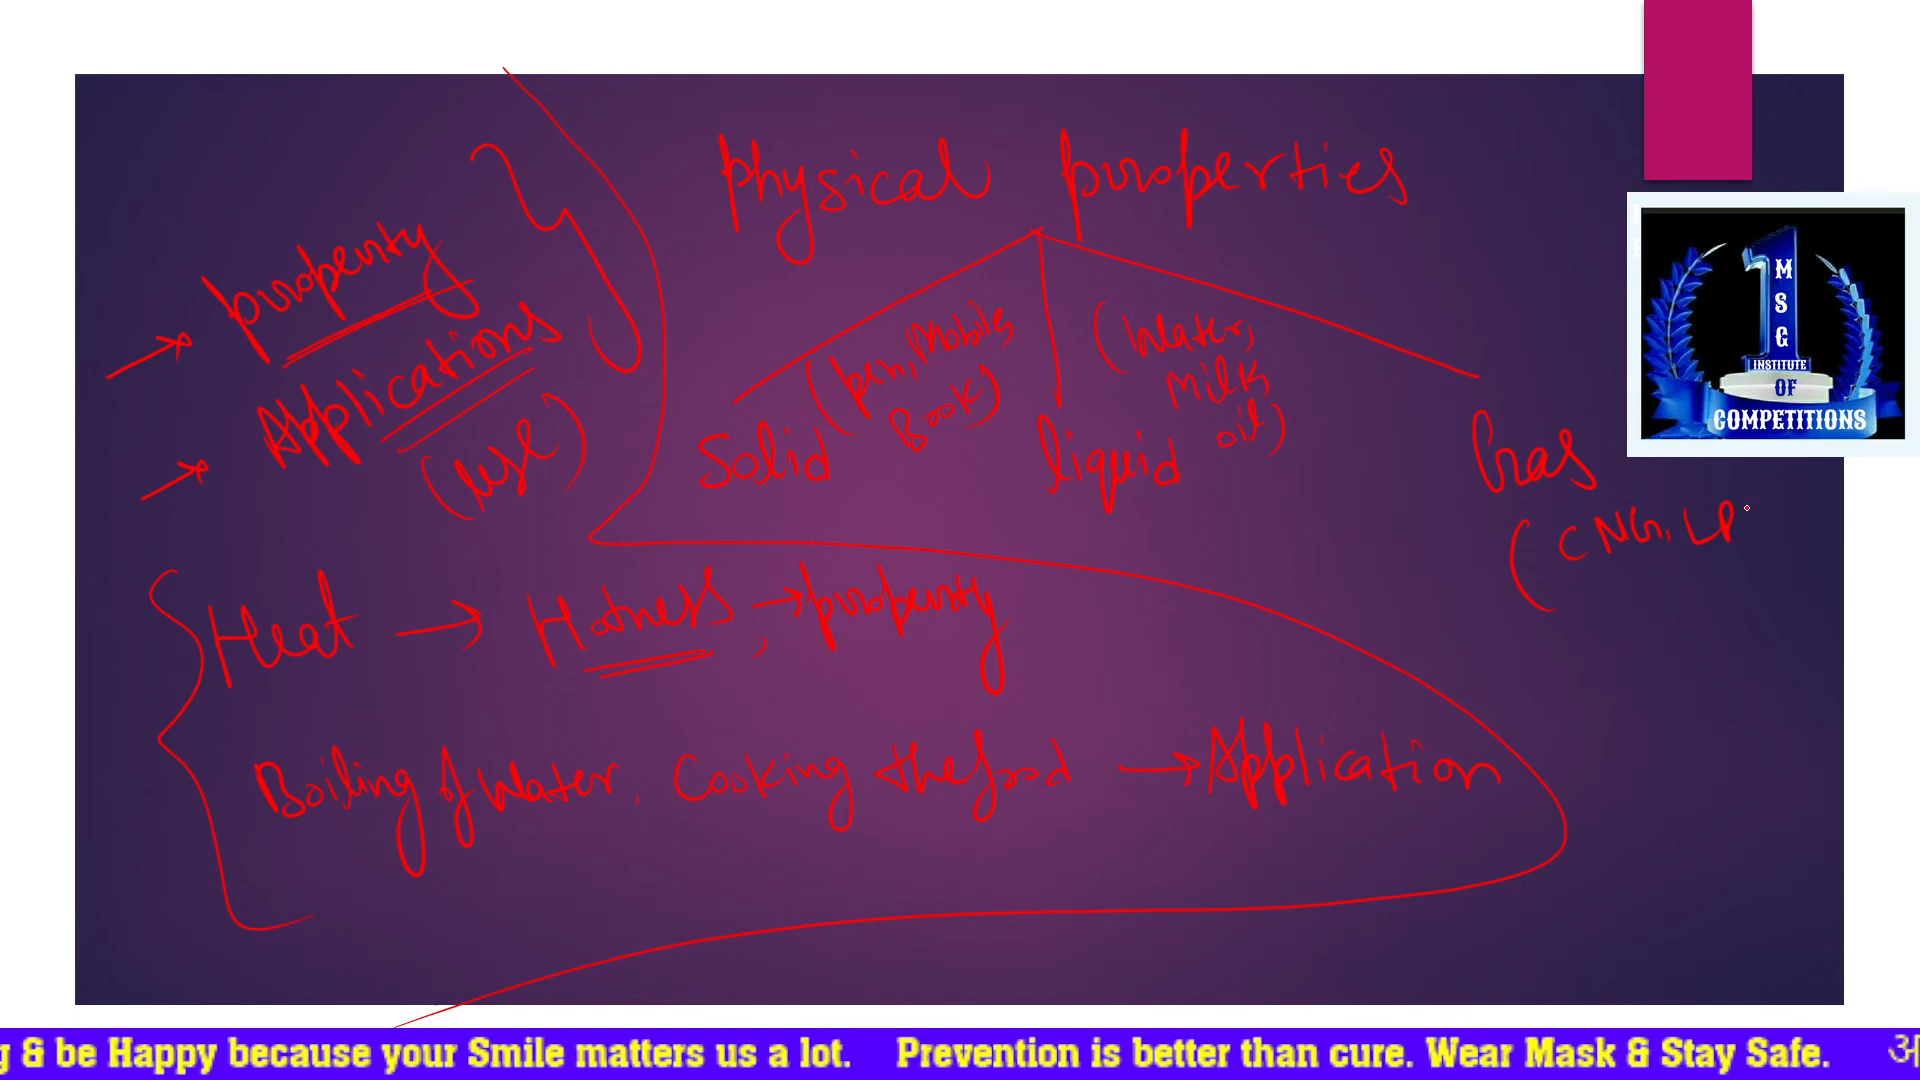 Physical properties
→ property
→ Applications
(use)
Solid (pen, Mobile,
Book)
liquid (Water,
Milk,
oil)
Gas
(CNG, LP
Heat → Hotness, → property
Boiling of Water, Cooking the food → Application
1
MSG
INSTITUTE
OF
COMPETITIONS
g & be Happy because your Smile matters us a lot. Prevention is better than cure. Wear Mask & Stay Safe.